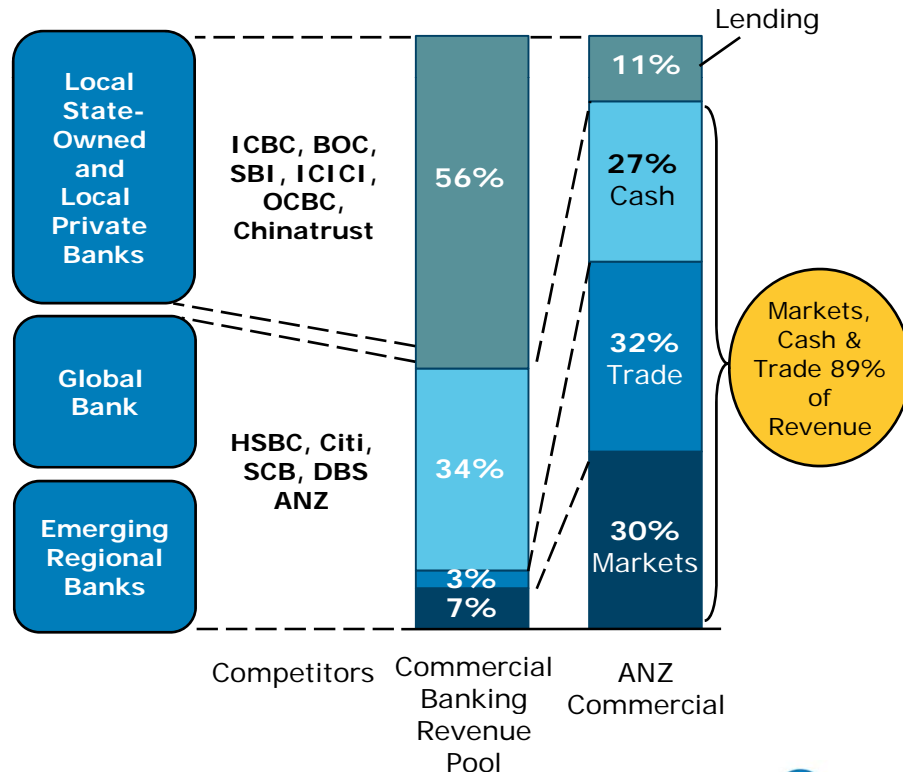 Lending
Local
State-
Owned
and
Local
Private
Banks
Global
Bank
Emerging
Regional
Banks
ICBC, BOC,
SBI, ICICI,
OCBC,
Chinatrust
HSBC, Citi,
SCB, DBS
ANZ
56%
34%
3%
7%
11%
27%
Cash
32%
Trade
30%
Markets
Markets,
Cash &
Trade 89%
of
Revenue
Competitors
Commercial
Banking
Revenue
Pool
ANZ
Commercial